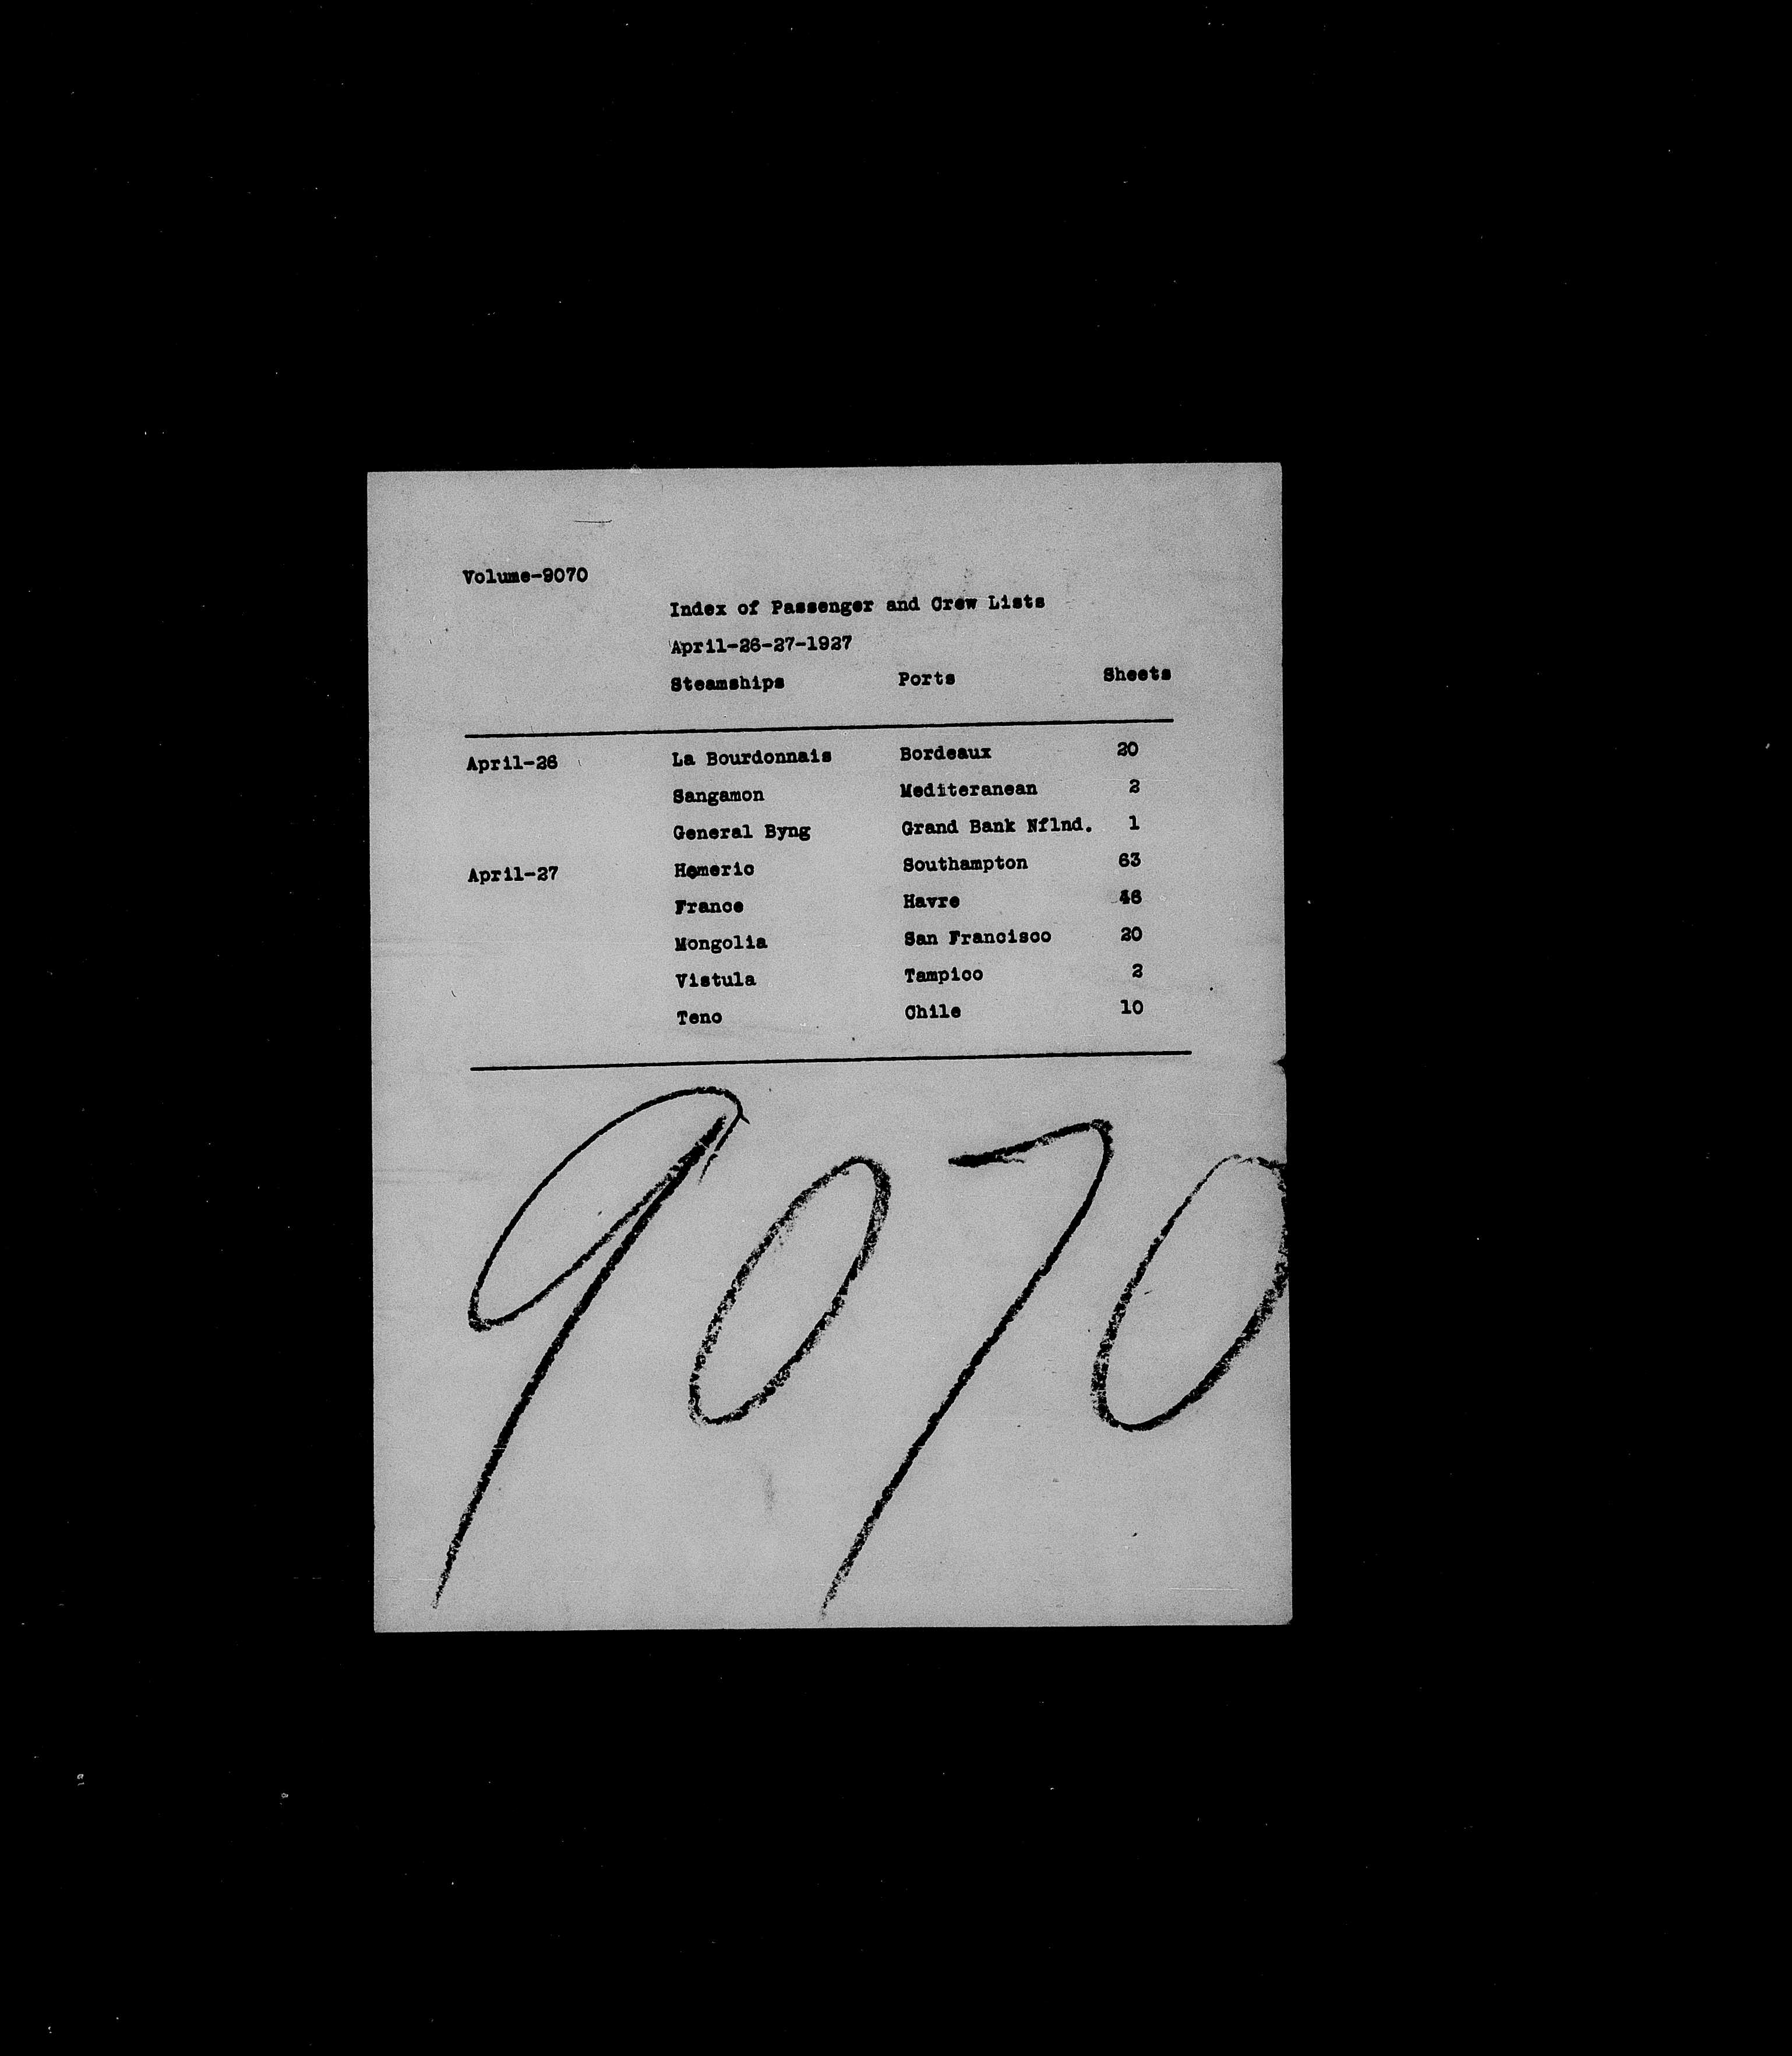 Volume-9070
Index of Passenger and Crew Lists
April-26-27-1927
Steamships Ports Sheets
April-26 La Bourdonnais Bordeaux 20
Sangamon Mediteranean 2
General Byng Grand Bank Nflnd. 1
April-27 Homeric Southampton 63
France Havre 46
Mongolia San Francisco 20
Vistula Tampico 2
Teno Chile 10
9070